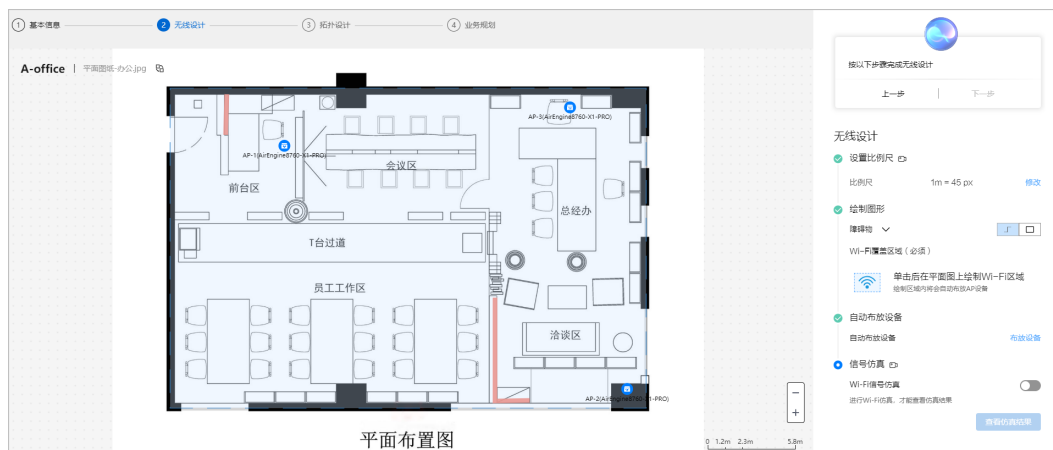 1 基本信息
2 无线设计
3 拓扑设计
4 业务规划
A-office | 平面图纸-办公.jpg
AP-3(AirEngine8760-X1-PRO)
AP-1(AirEngine8760-X1-PRO)
会议区
前台区
总经办
T台过道
员工工作区
洽谈区
AP-2(AirEngine8760-X1-PRO)
平面布置图
0 1.2m 2.3m 5.8m
按以下步骤完成无线设计
上一步
下一步
无线设计
设置比例尺
比例尺 1m = 45 px 修改
绘制图形
障碍物
Wi-Fi覆盖区域(必须)
单击后在平面图上绘制Wi-Fi区域
绘制区域内将会自动布放AP设备
自动布放设备
自动布放设备 布放设备
信号仿真
Wi-Fi信号仿真
进行Wi-Fi仿真,才能查看仿真结果
查看仿真结果